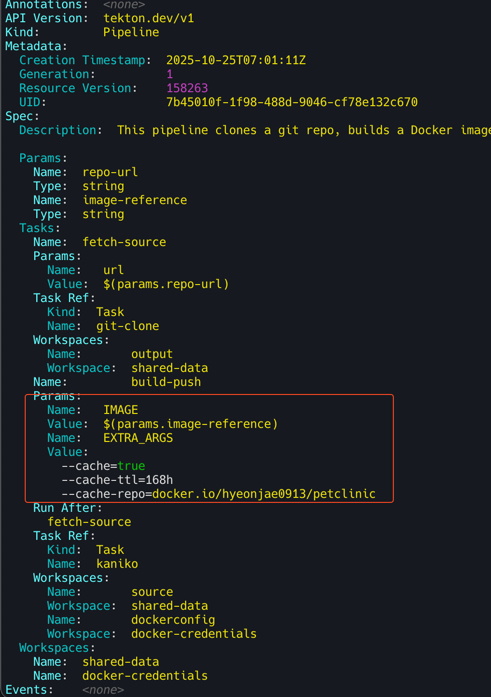 Annotations:  <none>
API Version:  tekton.dev/v1
Kind:         Pipeline
Metadata:
  Creation Timestamp:  2025-10-25T07:01:11Z
  Generation:          1
  Resource Version:    158263
  UID:                 7b45010f-1f98-488d-9046-cf78e132c670
Spec:
  Description:  This pipeline clones a git repo, builds a Docker image
  Params:
    Name:  repo-url
    Type:  string
    Name:  image-reference
    Type:  string
  Tasks:
    Name:  fetch-source
    Params:
      Name:   url
      Value:  $(params.repo-url)
    Task Ref:
      Kind:  Task
      Name:  git-clone
    Workspaces:
      Name:       output
      Workspace:  shared-data
    Name:         build-push
    Params:
      Name:   IMAGE
      Value:  $(params.image-reference)
      Name:   EXTRA_ARGS
      Value:
        --cache=true
        --cache-ttl=168h
        --cache-repo=docker.io/hyeonjae0913/petclinic
    Run After:
      fetch-source
    Task Ref:
      Kind:  Task
      Name:  kaniko
    Workspaces:
      Name:       source
      Workspace:  shared-data
      Name:       dockerconfig
      Workspace:  docker-credentials
  Workspaces:
    Name:  shared-data
    Name:  docker-credentials
Events:    <none>